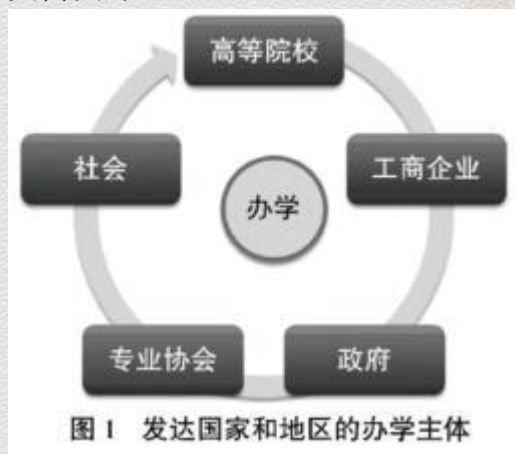 高等院校
社会
工商企业
办学
专业协会
政府
图1 发达国家和地区的办学主体